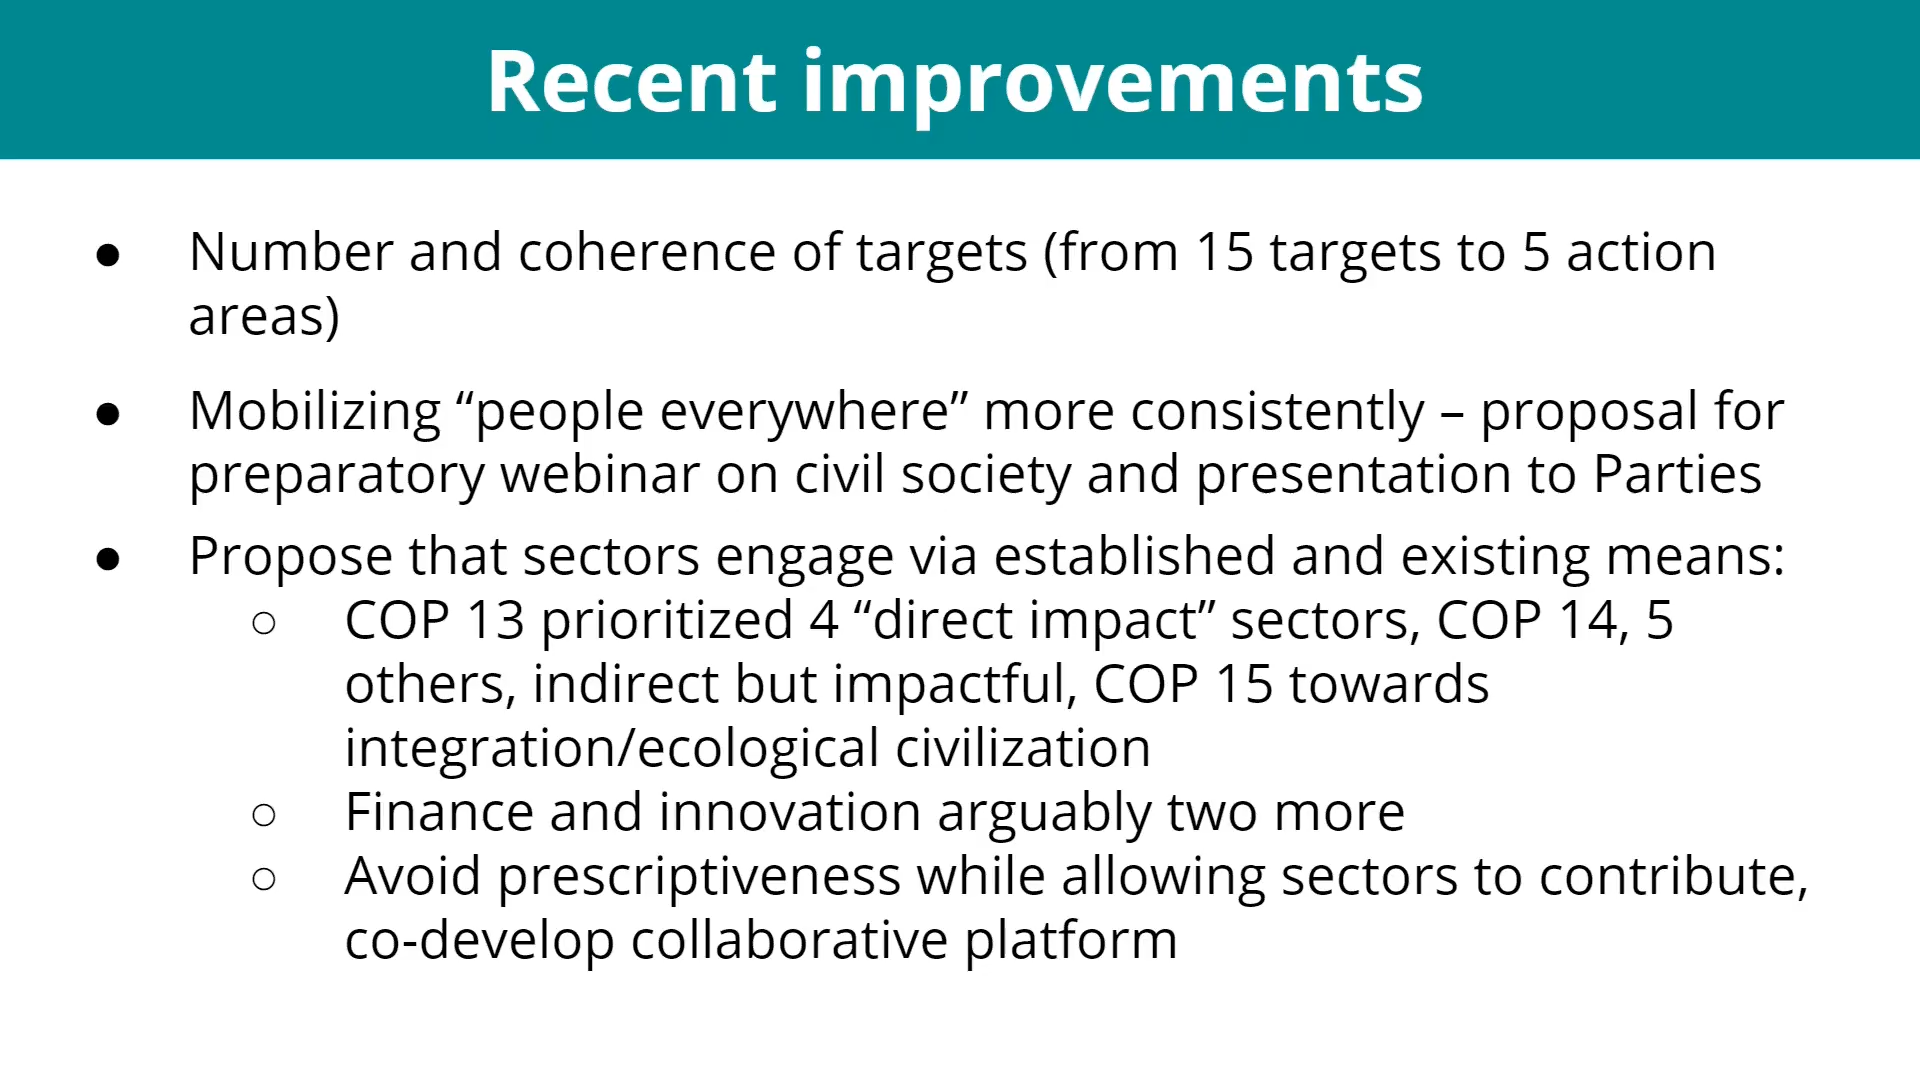 Recent improvements
● Number and coherence of targets (from 15 targets to 5 action
areas)
● Mobilizing “people everywhere” more consistently – proposal for
preparatory webinar on civil society and presentation to Parties
● Propose that sectors engage via established and existing means:
○ COP 13 prioritized 4 “direct impact” sectors, COP 14, 5
others, indirect but impactful, COP 15 towards
integration/ecological civilization
○ Finance and innovation arguably two more
○ Avoid prescriptiveness while allowing sectors to contribute,
co-develop collaborative platform